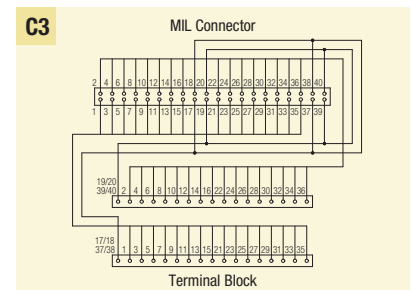 C3
MIL Connector
2 4 6 8 10 12 14 16 18 20 22 24 26 28 30 32 34 36 38 40
1 3 5 7 9 11 13 15 17 19 21 23 25 27 29 31 33 35 37 39
19/20
39/40 2 4 6 8 10 12 14 16 22 24 26 28 30 32 34 36
17/18
37/38 1 3 5 7 9 11 13 15 21 23 25 27 29 31 33 35
Terminal Block